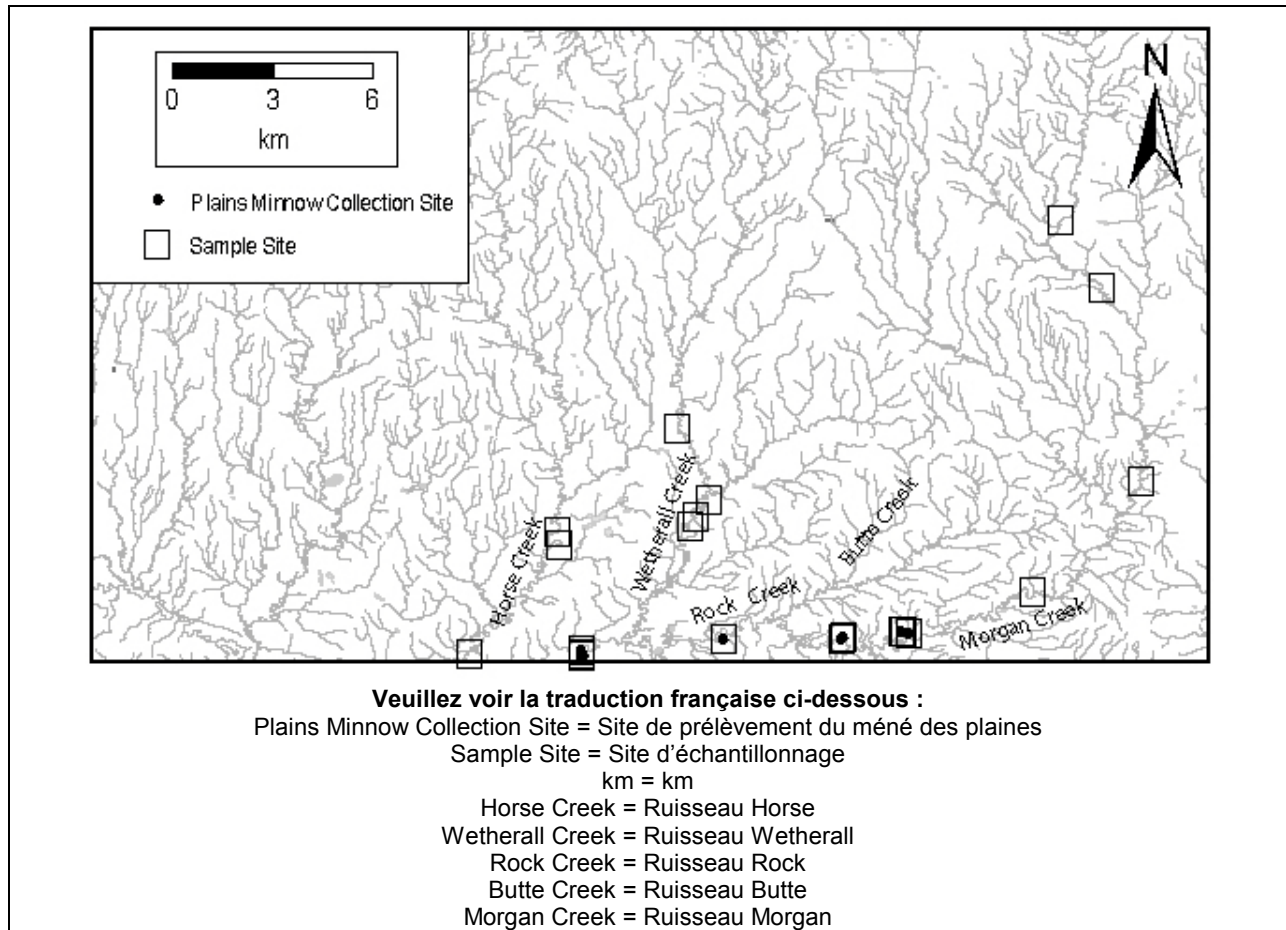 0 3 6
km
Plains Minnow Collection Site
Sample Site
N
Horse Creek
Wetherall Creek
Rock Creek
Butte Creek
Morgan Creek
Veuillez voir la traduction française ci-dessous :
Plains Minnow Collection Site = Site de prélèvement du méné des plaines
Sample Site = Site d’échantillonnage
km = km
Horse Creek = Ruisseau Horse
Wetherall Creek = Ruisseau Wetherall
Rock Creek = Ruisseau Rock
Butte Creek = Ruisseau Butte
Morgan Creek = Ruisseau Morgan